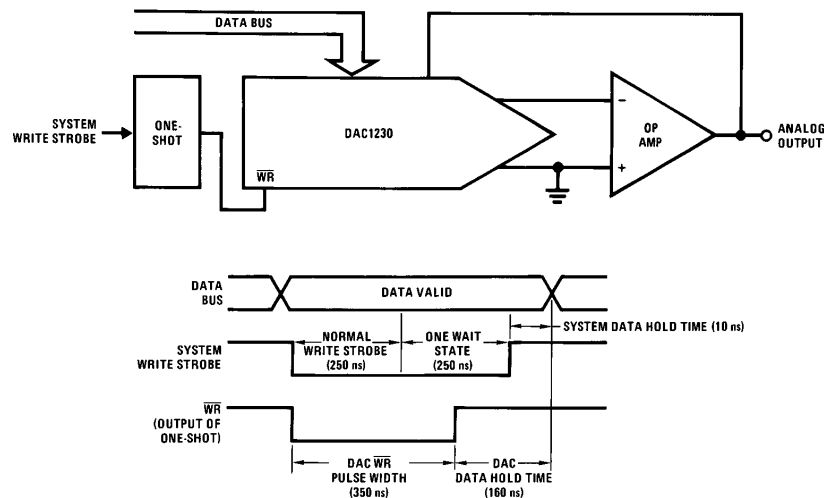 DATA BUS
SYSTEM
WRITE STROBE
ONE-
SHOT
DAC1230
WR
−
OP
AMP
+
ANALOG
OUTPUT
DATA
BUS
DATA VALID
SYSTEM DATA HOLD TIME (10 ns)
SYSTEM
WRITE STROBE
NORMAL
WRITE STROBE
(250 ns)
ONE WAIT
STATE
(250 ns)
WR
(OUTPUT OF
ONE-SHOT)
DAC WR
PULSE WIDTH
(350 ns)
DAC
DATA HOLD TIME
(160 ns)